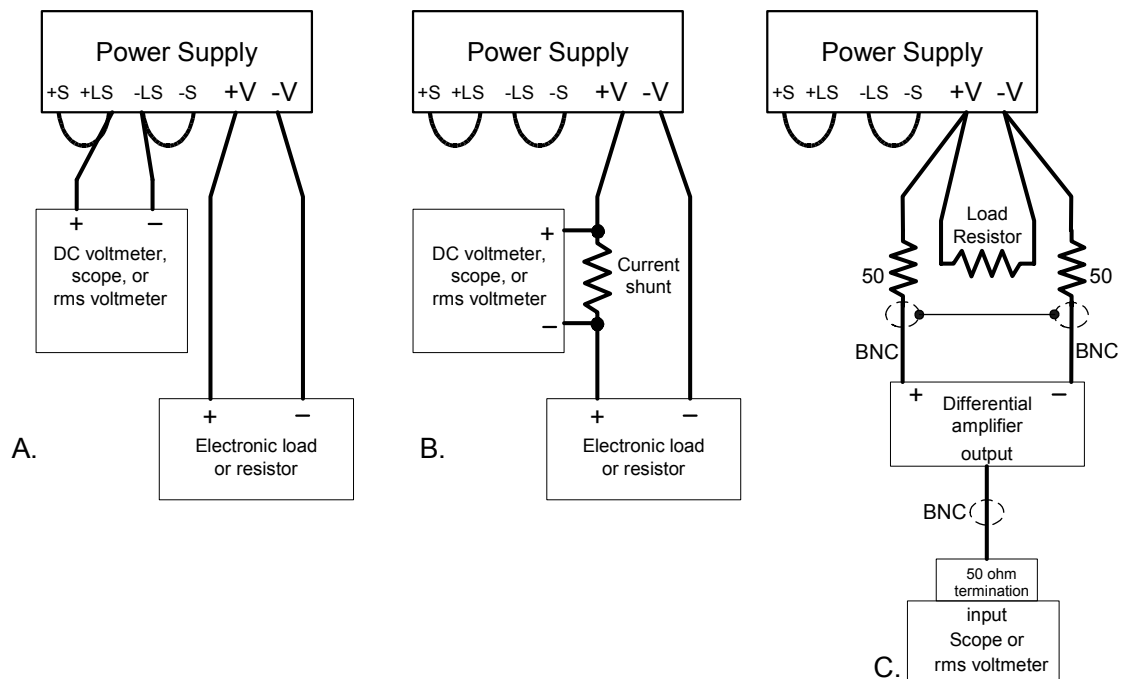 Power Supply
+S +LS -LS -S +V -V
+ −
DC voltmeter,
scope, or
rms voltmeter
+ −
Electronic load
or resistor
A.
Power Supply
+S +LS -LS -S +V -V
+
DC voltmeter,
scope, or
rms voltmeter
−
Current
shunt
+ −
Electronic load
or resistor
B.
Power Supply
+S +LS -LS -S +V -V
Load
Resistor
50 50
BNC BNC
+ −
Differential
amplifier
output
BNC
50 ohm
termination
input
Scope or
rms voltmeter
C.